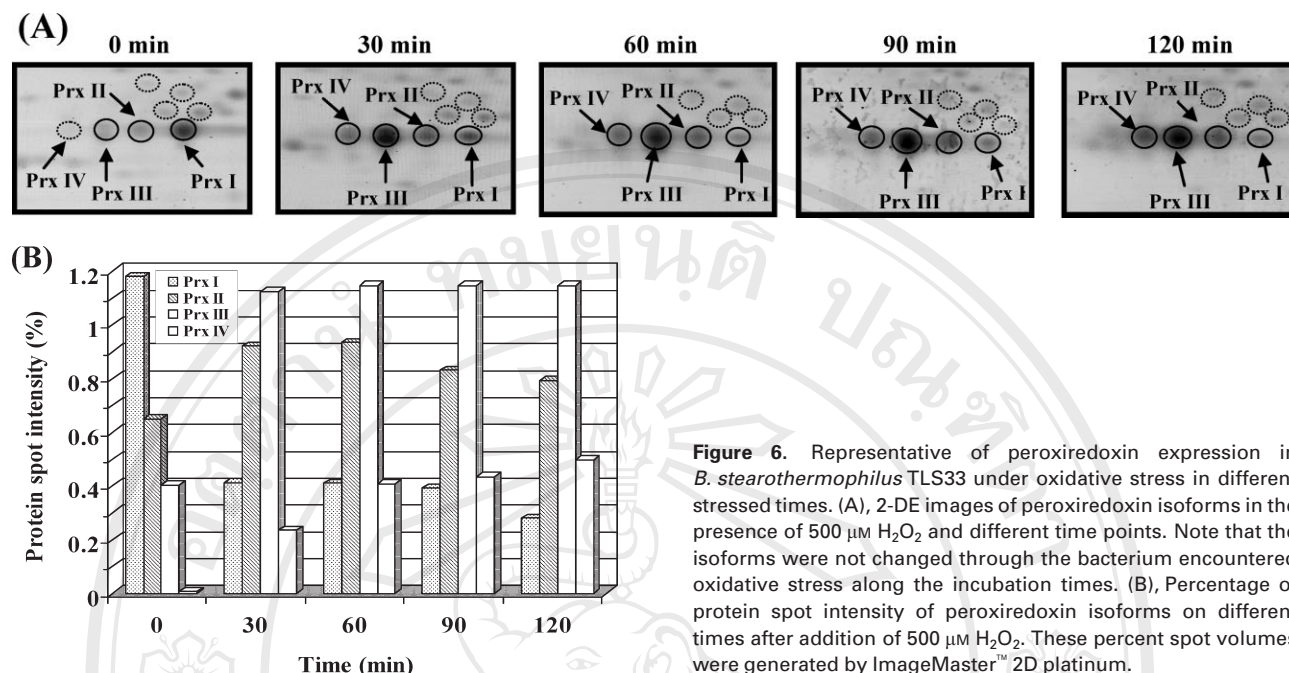 (A)
0 min
30 min
60 min
90 min
120 min
Prx II
Prx IV
Prx III
Prx I
Prx IV
Prx II
Prx III
Prx I
Prx IV
Prx II
Prx III
Prx I
Prx IV
Prx II
Prx III
Prx I
Prx IV
Prx II
Prx III
Prx I
(B)
Protein spot intensity (%)
1.2
1
0.8
0.6
0.4
0.2
0
Prx I
Prx II
Prx III
Prx IV
0
30
60
90
120
Time (min)
Figure 6. Representative of peroxiredoxin expression in
B. stearothermophilus TLS33 under oxidative stress in differen
stressed times. (A), 2-DE images of peroxiredoxin isoforms in the
presence of 500 μM H₂O₂ and different time points. Note that the
isoforms were not changed through the bacterium encountered
oxidative stress along the incubation times. (B), Percentage o
protein spot intensity of peroxiredoxin isoforms on differen
times after addition of 500 μM H₂O₂. These percent spot volumes
were generated by ImageMaster™ 2D platinum.